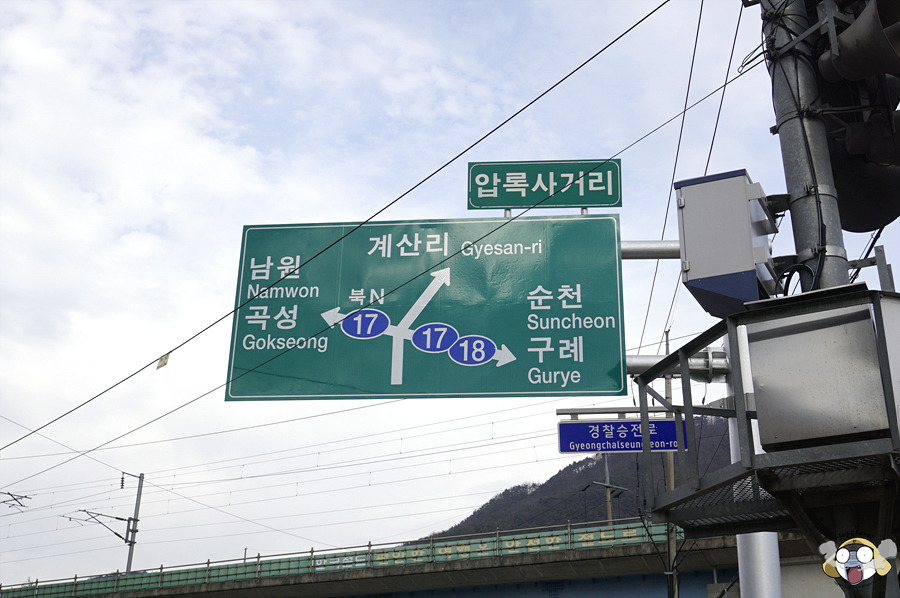 압록사거리
계산리 Gyesan-ri
남원
Namwon
곡성
Gokseong
북N
17
17
18
순천
Suncheon
구례
Gurye
경찰승전로
Gyeongchalseungjeon-ro